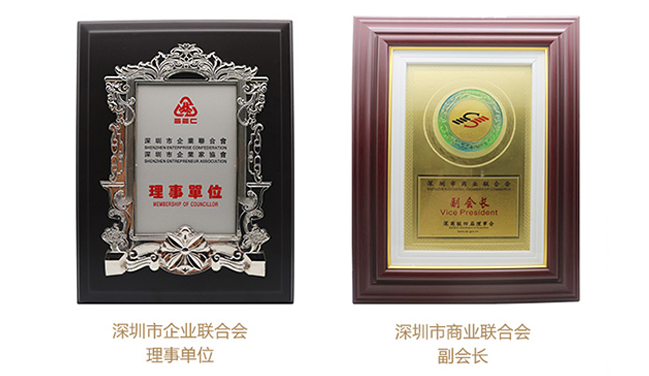 SEC
深圳市企業聯合會
SHENZHEN ENTERPRISE CONFEDERATION
深圳市企業家協會
SHENZHEN ENTREPRENEUR ASSOCIATION
理事單位
MEMBERSHIP OF COUNCILLOR
深圳市企业联合会
理事单位
深圳市商业联合会
副会长
Vice President
深圳市商业联合会
副会长